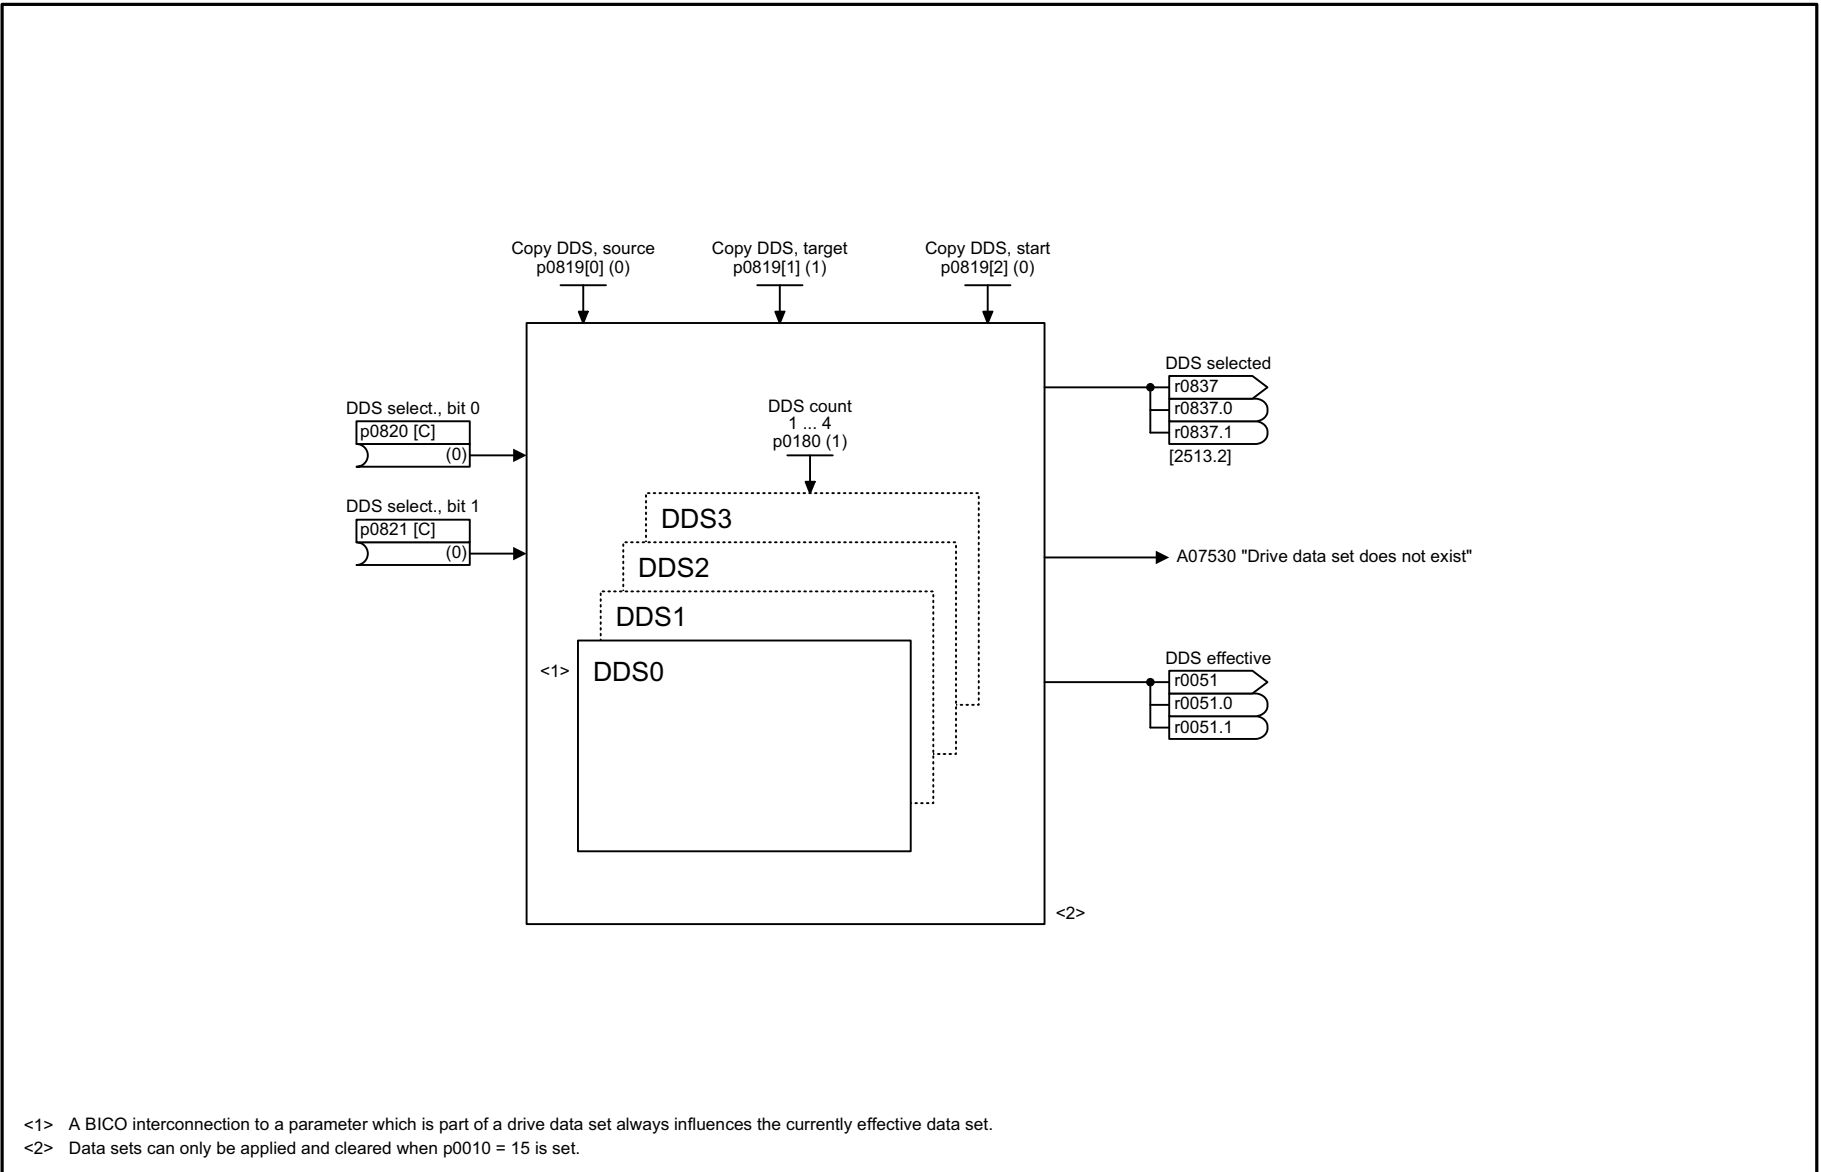 Copy DDS, source
p0819[0] (0)
Copy DDS, target
p0819[1] (1)
Copy DDS, start
p0819[2] (0)
DDS select., bit 0
p0820 [C]
(0)
DDS select., bit 1
p0821 [C]
(0)
DDS count
1 ... 4
p0180 (1)
DDS3
DDS2
DDS1
<1>
DDS0
DDS selected
r0837
r0837.0
r0837.1
[2513.2]
A07530 "Drive data set does not exist"
DDS effective
r0051
r0051.0
r0051.1
<2>
<1> A BICO interconnection to a parameter which is part of a drive data set always influences the currently effective data set.
<2> Data sets can only be applied and cleared when p0010 = 15 is set.